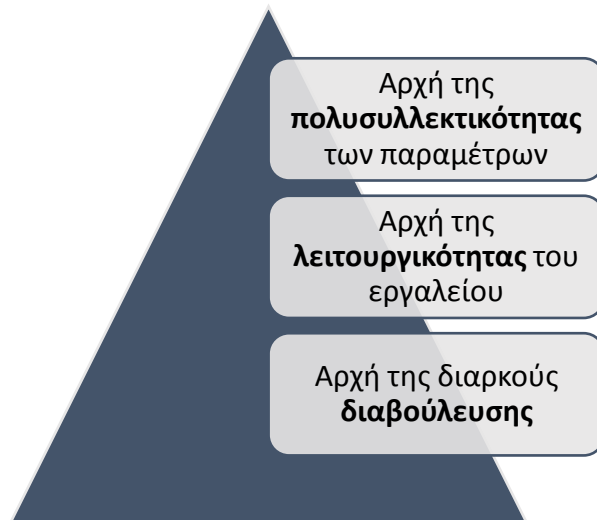 Αρχή της
πολυσυλλεκτικότητας
των παραμέτρων
Αρχή της
λειτουργικότητας του
εργαλείου
Αρχή της διαρκούς
διαβούλευσης